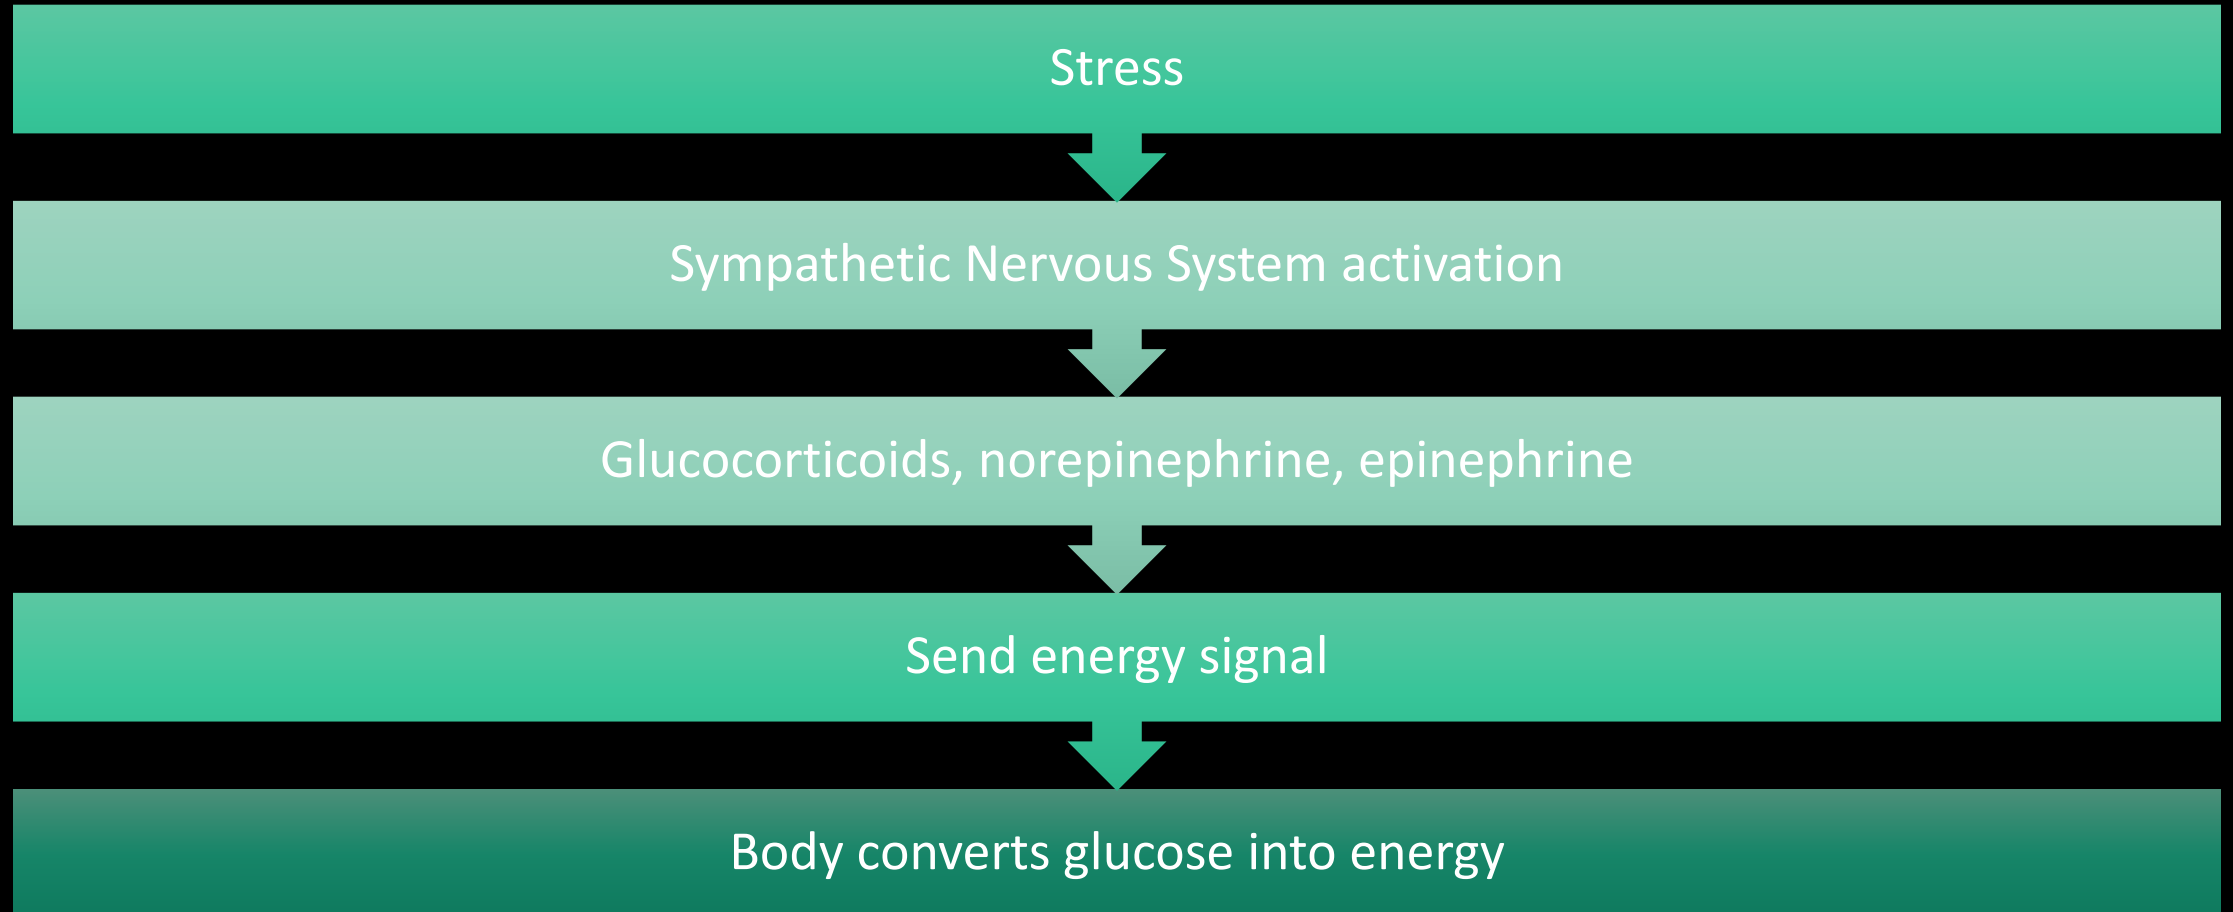 Stress
Sympathetic Nervous System activation
Glucocorticoids, norepinephrine, epinephrine
Send energy signal
Body converts glucose into energy